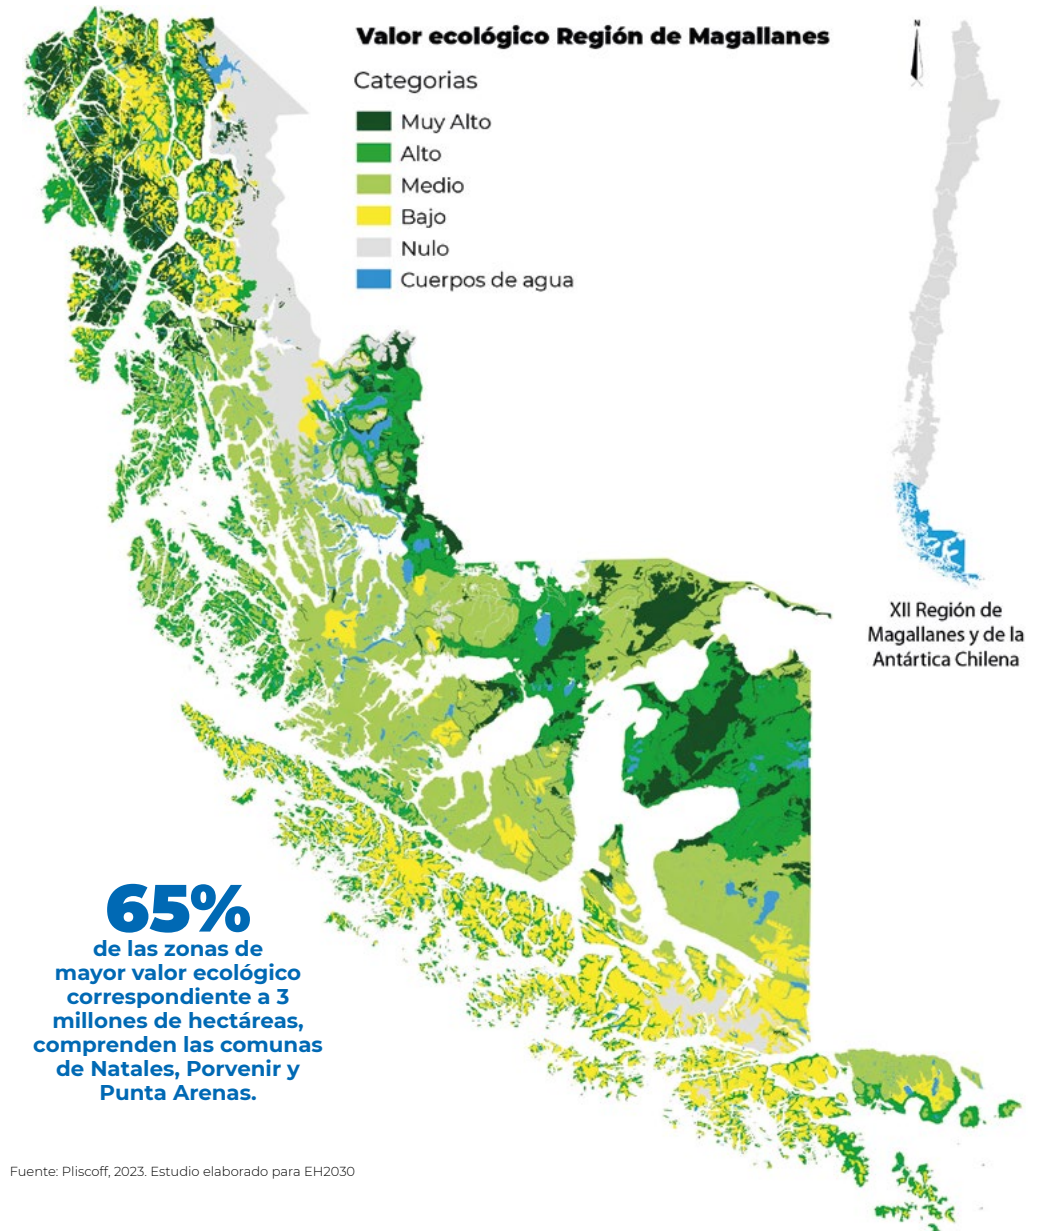 Valor ecológico Región de Magallanes
Categorias
Muy Alto
Alto
Medio
Bajo
Nulo
Cuerpos de agua
N
XII Región de
Magallanes y de la
Antártica Chilena
65%
de las zonas de
mayor valor ecológico
correspondiente a 3
millones de hectáreas,
comprenden las comunas
de Natales, Porvenir y
Punta Arenas.
Fuente: Pliscoff, 2023. Estudio elaborado para EH2030